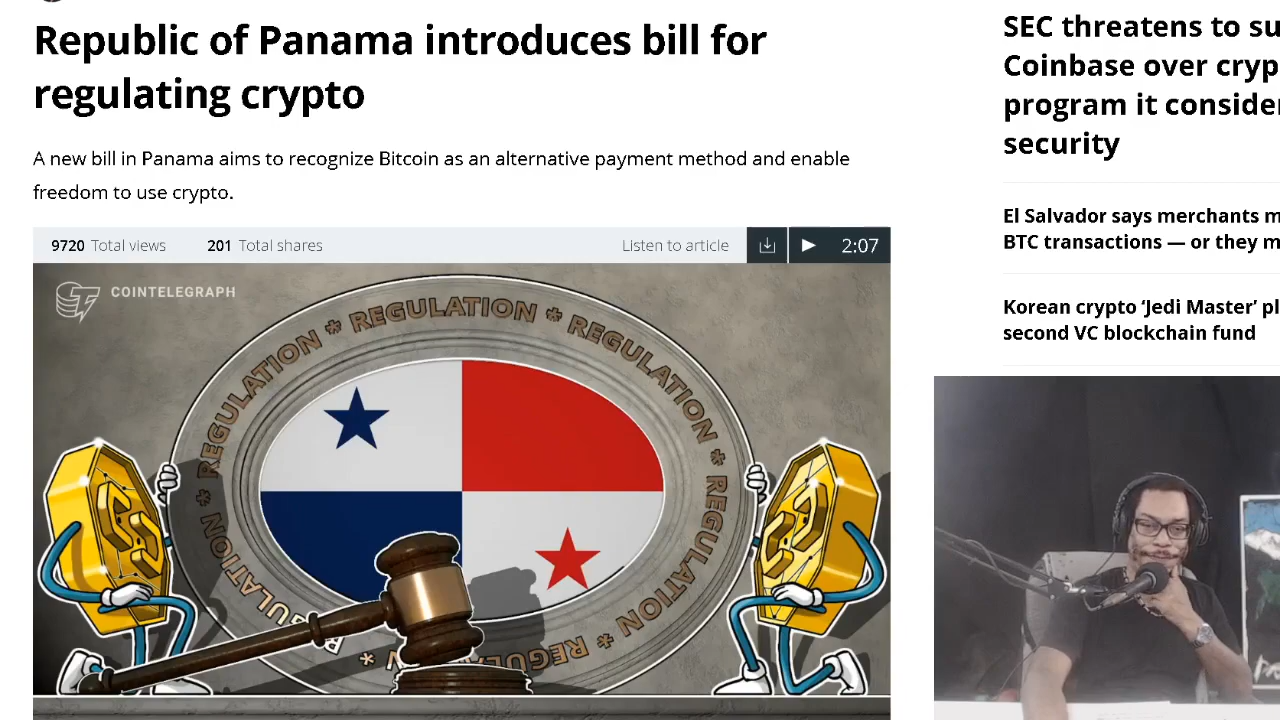 Republic of Panama introduces bill for
regulating crypto
A new bill in Panama aims to recognize Bitcoin as an alternative payment method and enable
freedom to use crypto.
9720 Total views 201 Total shares Listen to article 2:07
COINTELEGRAPH
REGULATION * REGULATION * REGULATION * REGULATION * REGULATION *
SEC threatens to su
Coinbase over cryp
program it consider
security
El Salvador says merchants m
BTC transactions — or they m
Korean crypto ‘Jedi Master’ pl
second VC blockchain fund